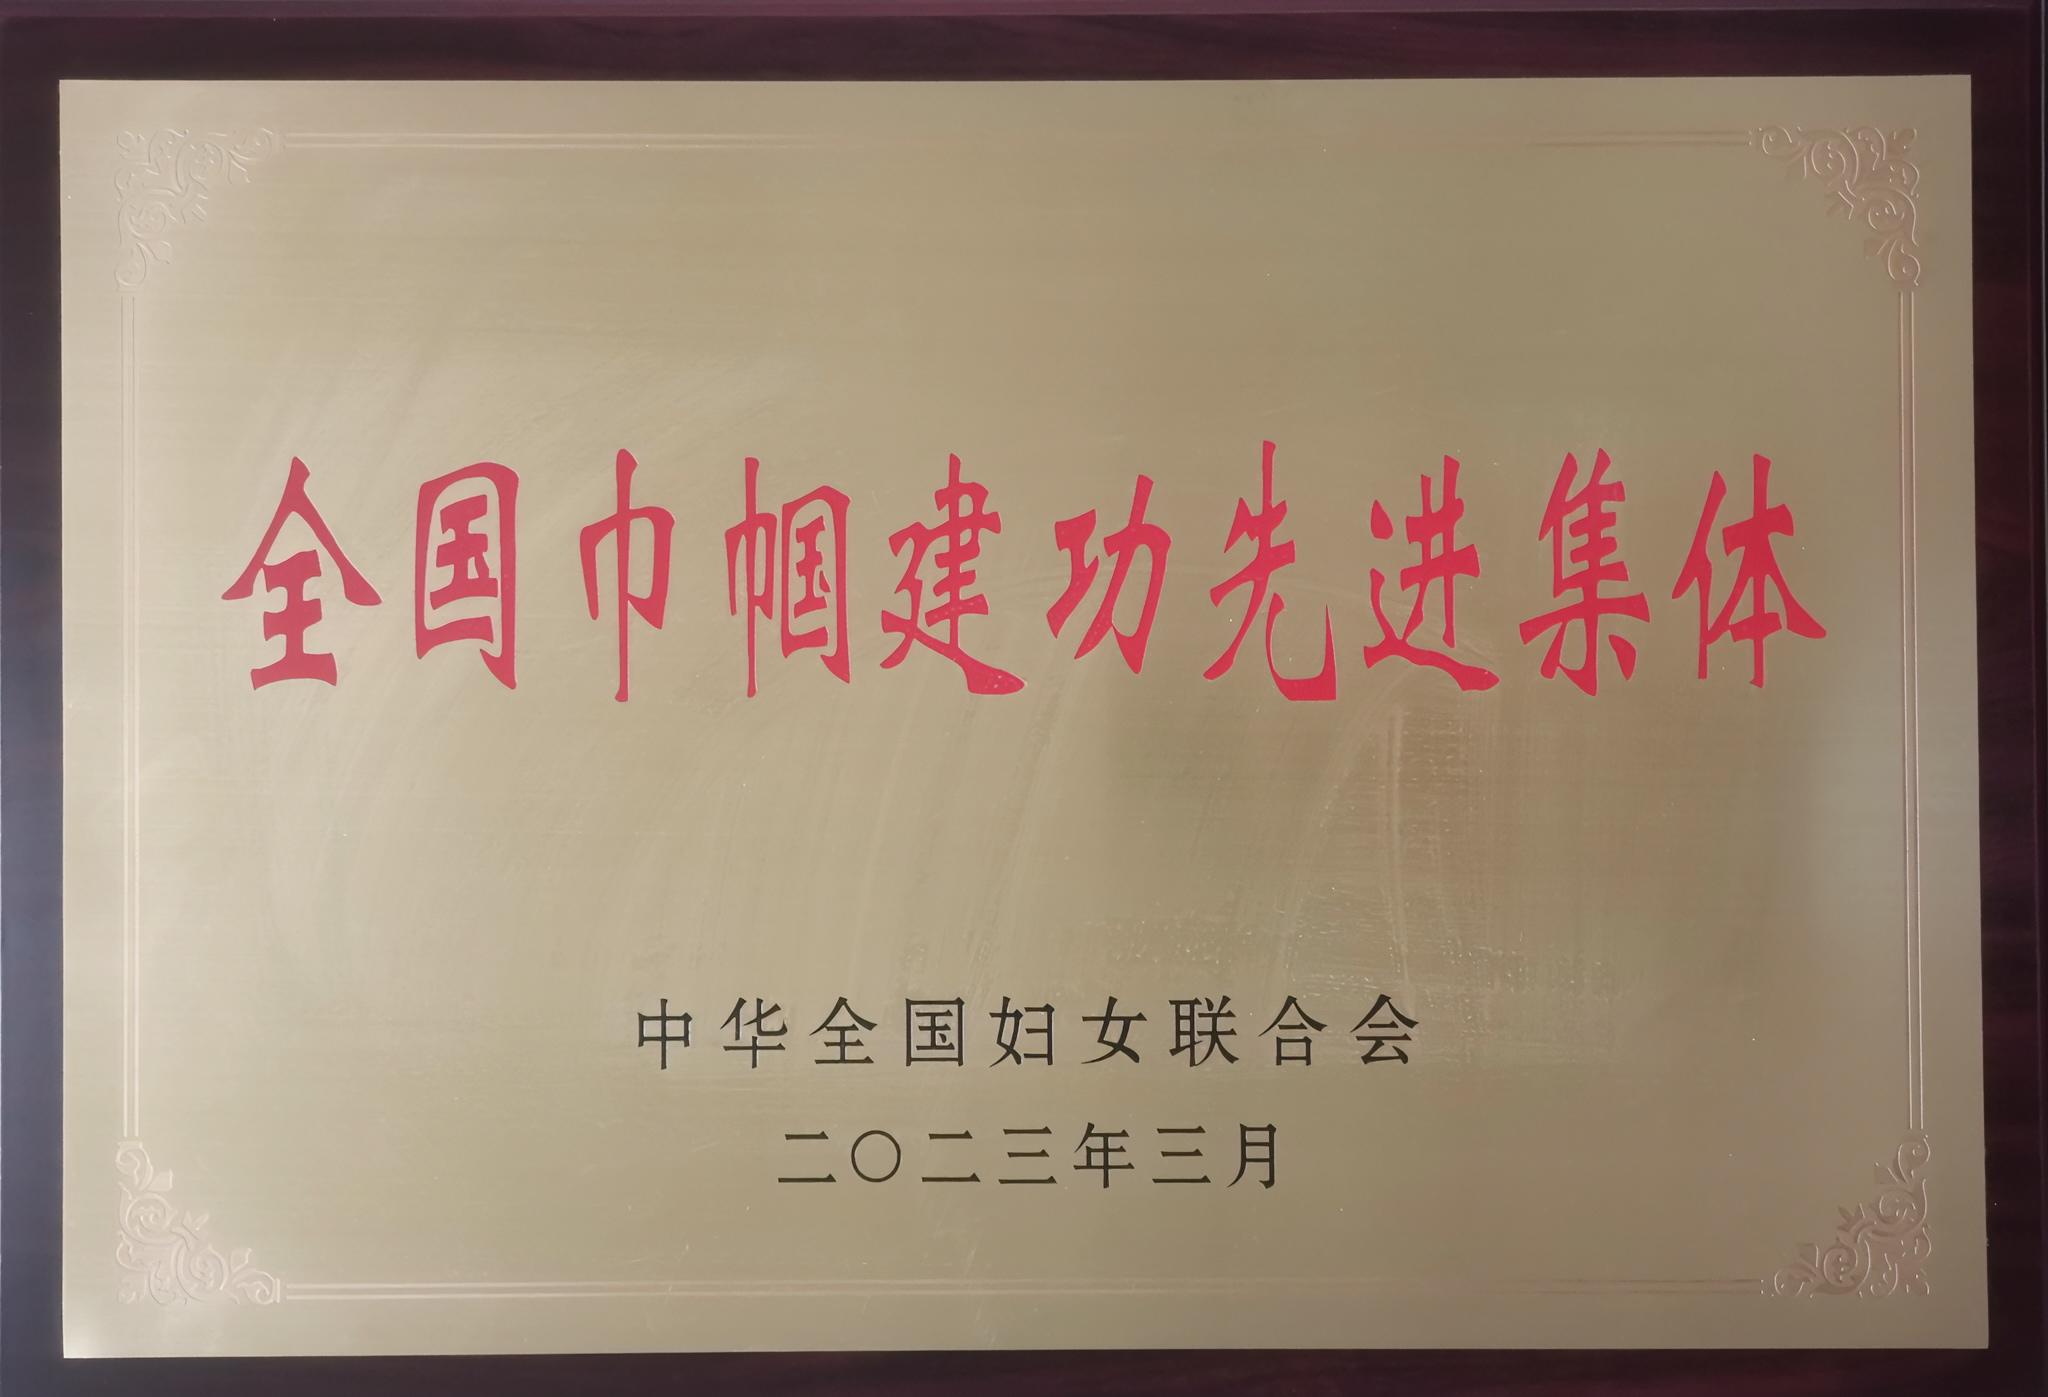 全国巾帼建功先进集体
中华全国妇女联合会
二〇二三年三月